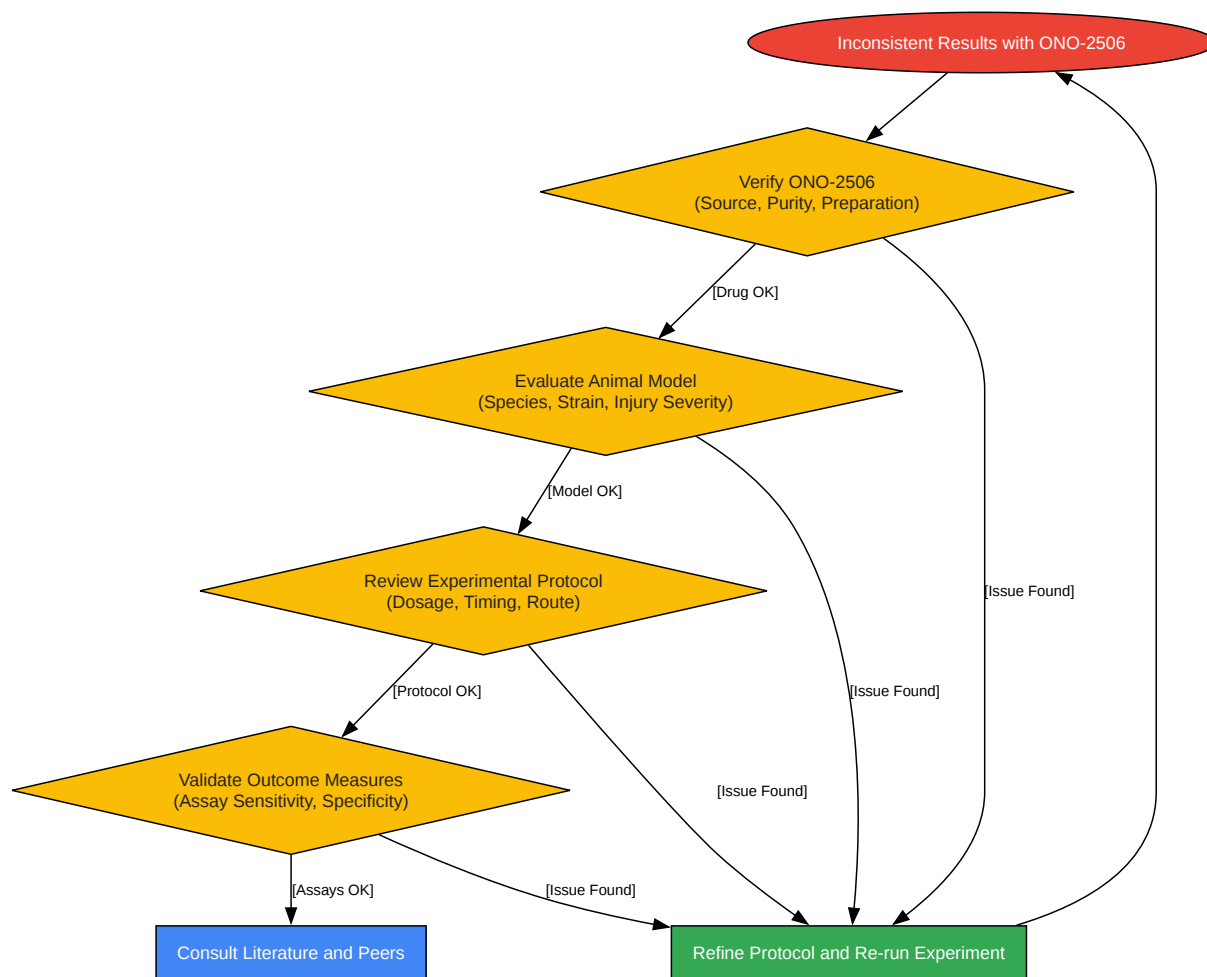 Inconsistent Results with ONO-2506
Verify ONO-2506
(Source, Purity, Preparation)
[Drug OK]
Evaluate Animal Model
(Species, Strain, Injury Severity)
[Model OK]
Review Experimental Protocol
(Dosage, Timing, Route)
[Issue Found]
[Protocol OK]
[Issue Found]
Validate Outcome Measures
(Assay Sensitivity, Specificity)
[Issue Found]
[Assays OK]
[Issue Found]
Consult Literature and Peers
Refine Protocol and Re-run Experiment